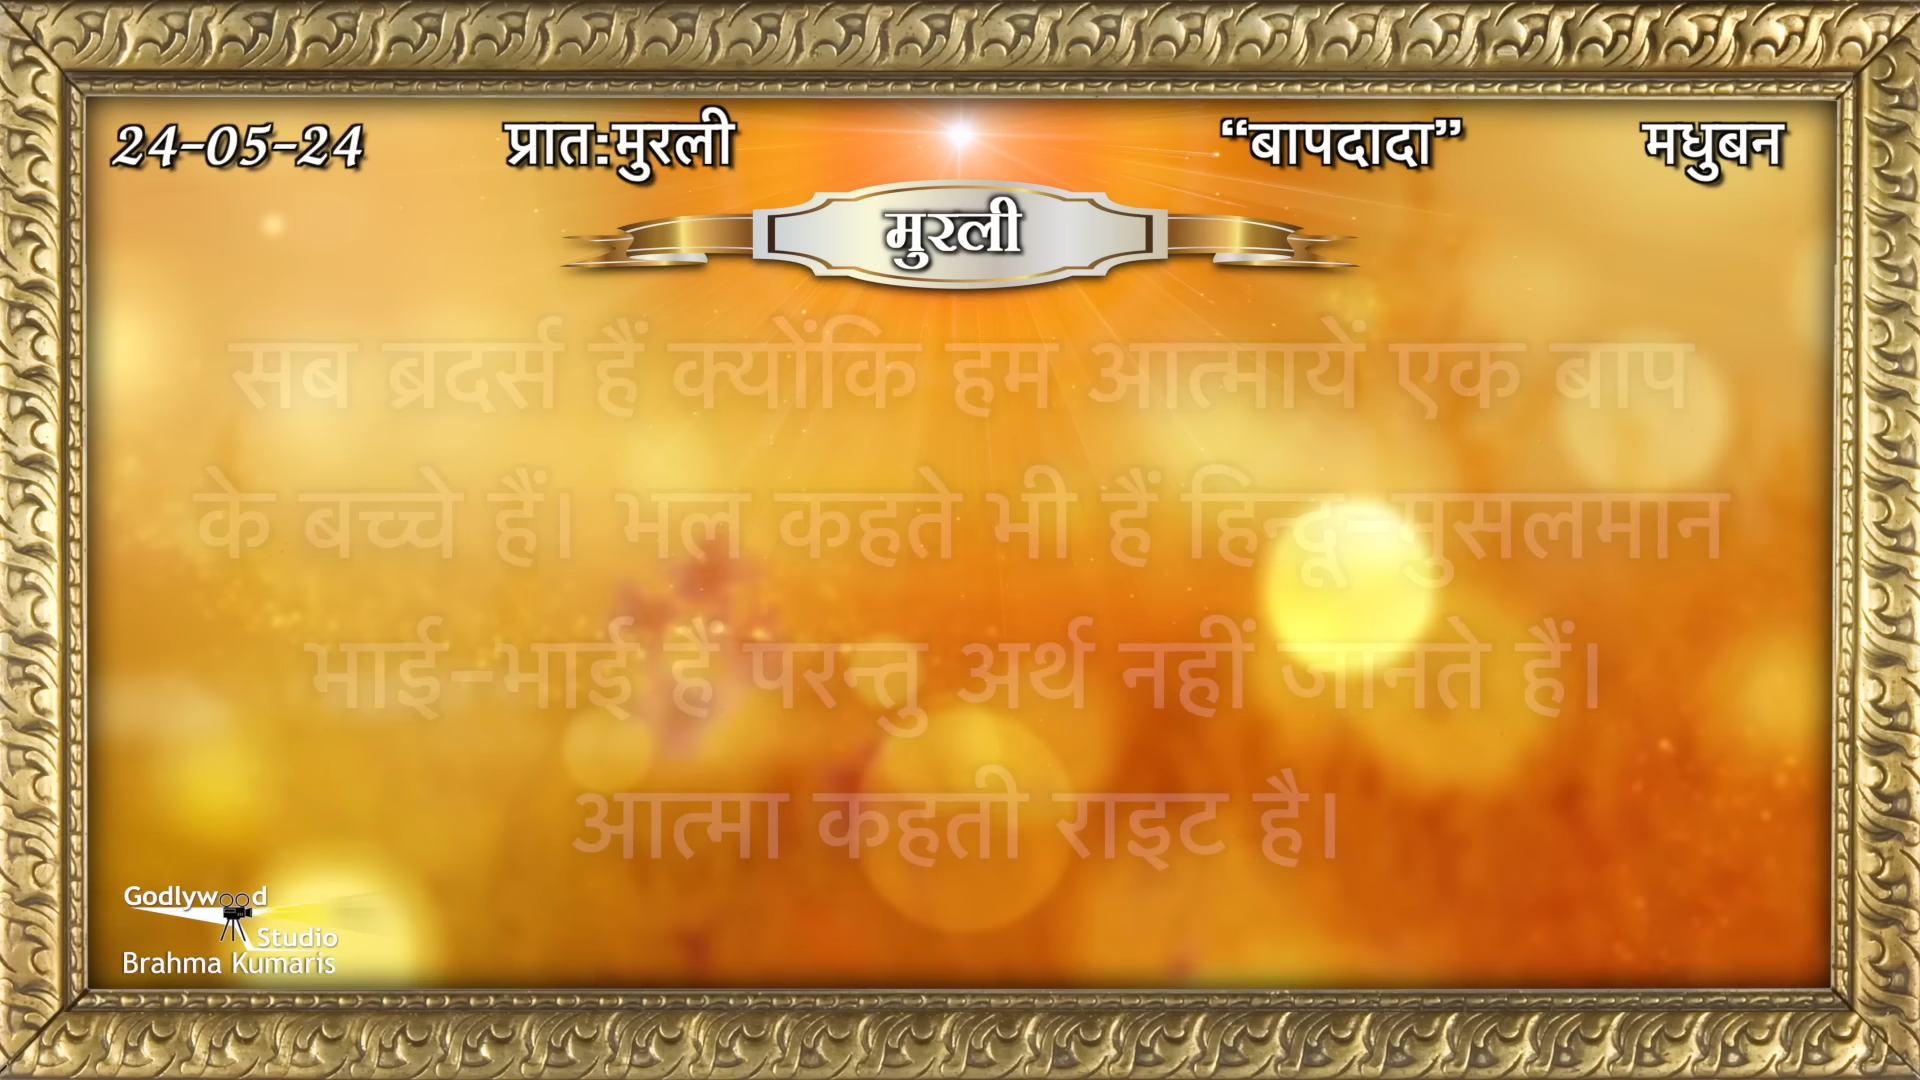 24-05-24 प्रात:मुरली “बापदादा” मधुबन
मुरली
सब ब्रदर्स हैं क्योंकि हम आत्मायें एक बाप
के बच्चे हैं। भल कहते भी हैं हिन्दू-मुसलमान
भाई-भाई हैं परन्तु अर्थ नहीं जानते हैं।
आत्मा कहती राइट है।
Godlywood
Studio
Brahma Kumaris